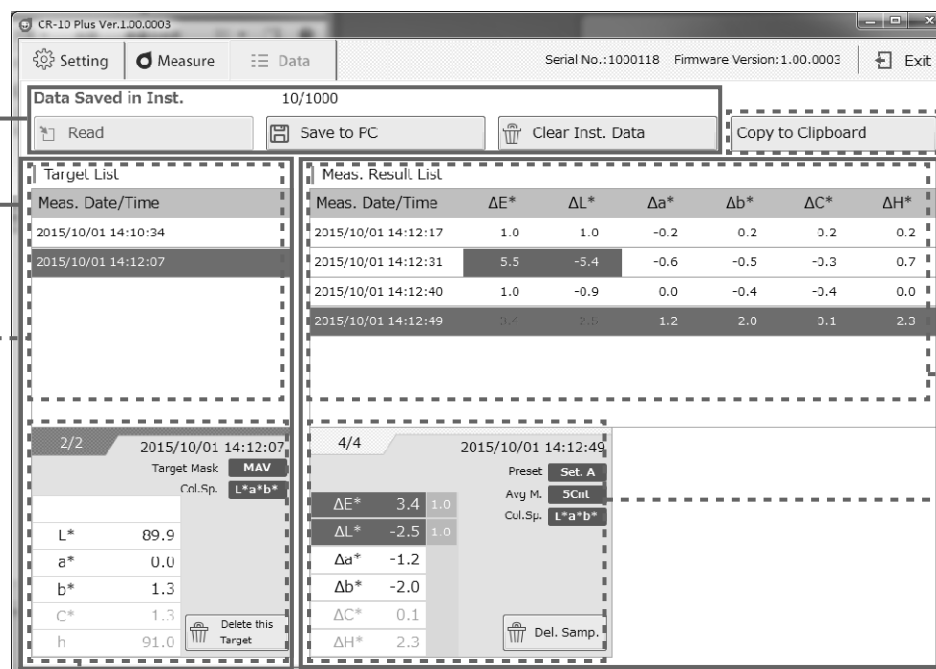 CR-10 Plus Ver.1.00.0003
Setting Measure Data Serial No.:1000118 Firmware Version:1.00.0003 Exit
Data Saved in Inst. 10/1000
Read Save to PC Clear Inst. Data Copy to Clipboard
Target List Meas. Result List
Meas. Date/Time Meas. Date/Time ΔE* ΔL* Δa* Δb* ΔC* ΔH*
2015/10/01 14:10:34 2015/10/01 14:12:17 1.0 1.0 -0.2 0.2 0.2 0.2
2015/10/01 14:12:07 2015/10/01 14:12:31 5.5 -5.4 -0.6 -0.5 -0.3 0.7
2015/10/01 14:12:40 1.0 -0.9 0.0 -0.4 -0.4 0.0
2015/10/01 14:12:49 3.4 2.5 1.2 2.0 0.1 2.3
2/2 2015/10/01 14:12:07
Target Mask MAV
Col.Sp. L*a*b*
L* 89.9
a* 0.0
b* 1.3
C* 1.3
h 91.0
Delete this
Target
4/4 2015/10/01 14:12:49
Preset Set. A
Avg M. 5Cnt
Col.Sp. L*a*b*
ΔE* 3.4 1.0
ΔL* -2.5 1.0
Δa* -1.2
Δb* -2.0
ΔC* 0.1
ΔH* 2.3
Del. Samp.